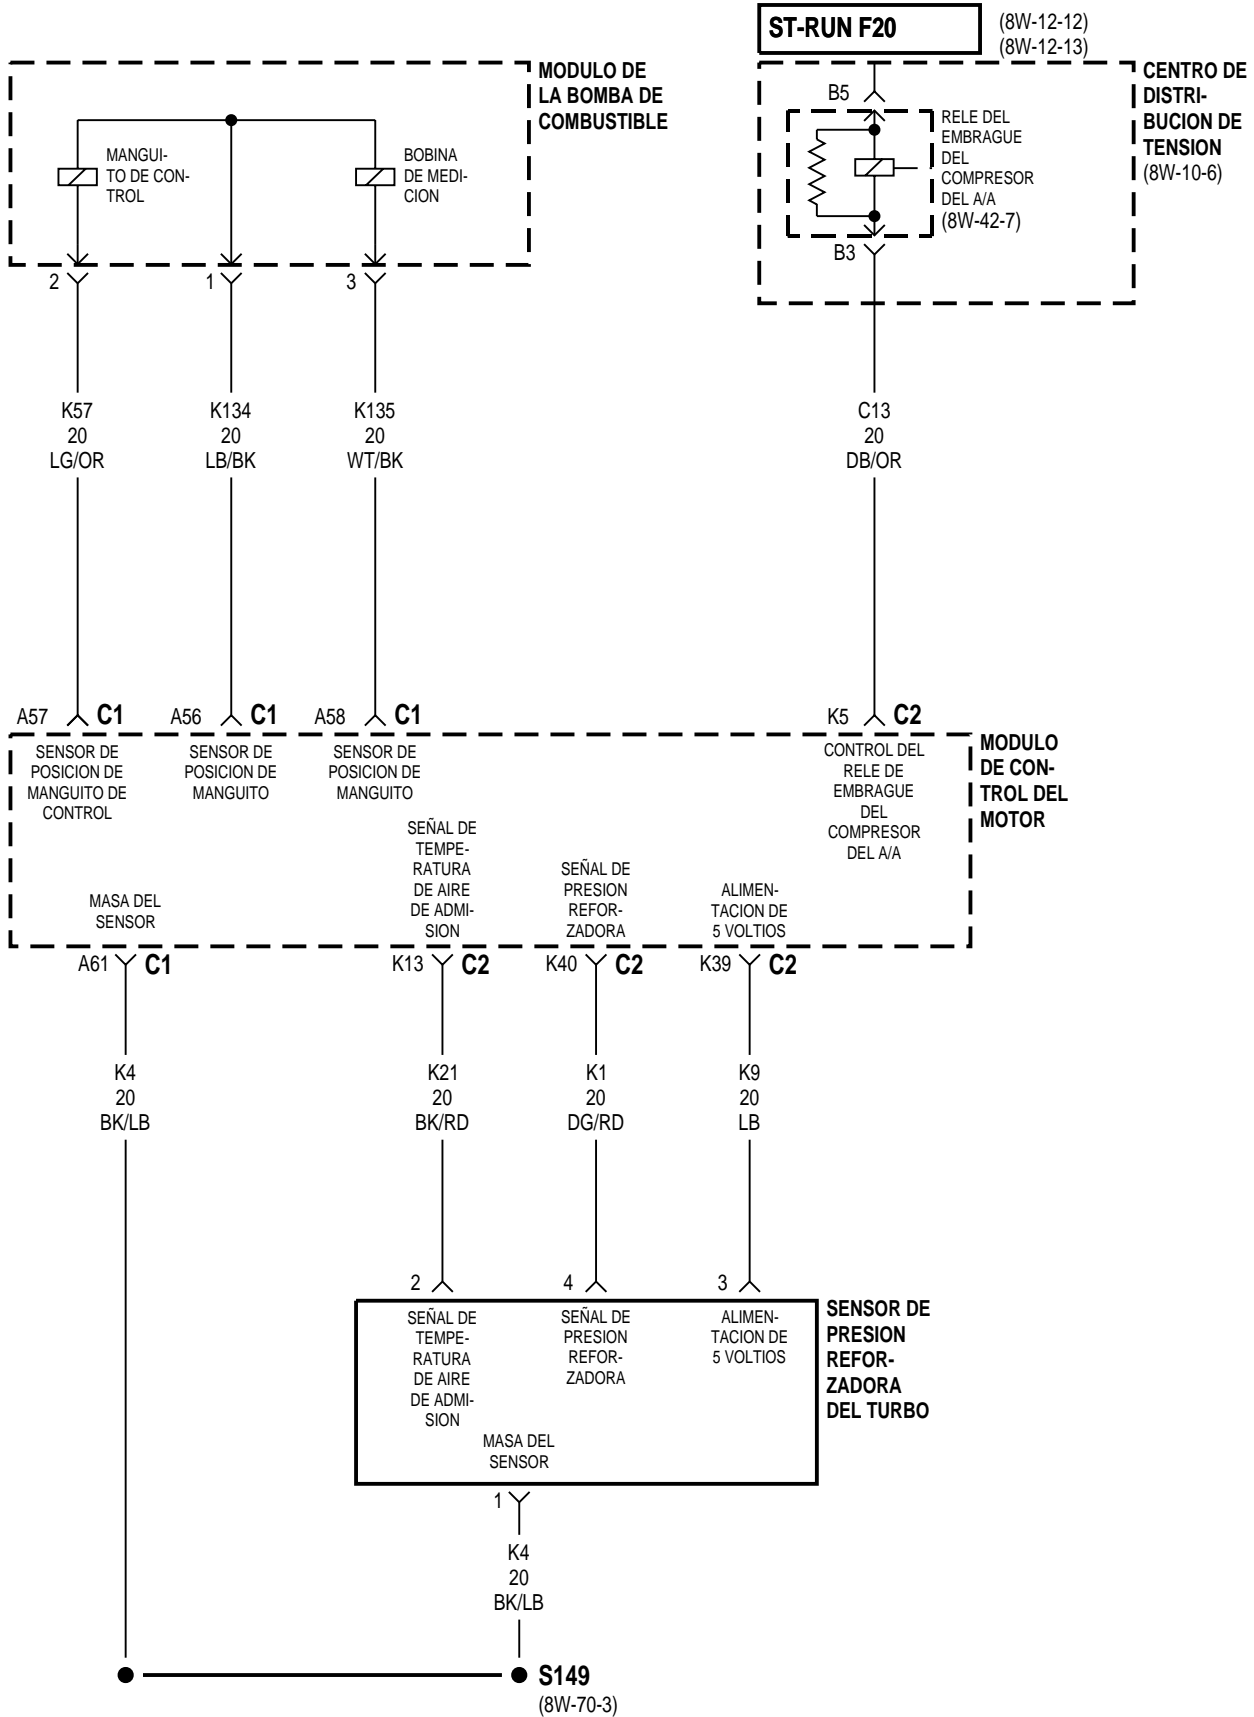 ST-RUN F20
(8W-12-12)
(8W-12-13)
MODULO DE
LA BOMBA DE
COMBUSTIBLE
MANGUI-
TO DE CON-
TROL
BOBINA
DE MEDI-
CION
2
1
3
B5
RELE DEL
EMBRAGUE
DEL
COMPRESOR
DEL A/A
(8W-42-7)
B3
CENTRO DE
DISTRI-
BUCION DE
TENSION
(8W-10-6)
K57
20
LG/OR
K134
20
LB/BK
K135
20
WT/BK
C13
20
DB/OR
A57 C1
A56 C1
A58 C1
K5 C2
SENSOR DE
POSICION DE
MANGUITO DE
CONTROL
SENSOR DE
POSICION DE
MANGUITO
SENSOR DE
POSICION DE
MANGUITO
CONTROL DEL
RELE DE
EMBRAGUE
DEL
COMPRESOR
DEL A/A
MODULO
DE CON-
TROL DEL
MOTOR
MASA DEL
SENSOR
SEÑAL DE
TEMPE-
RATURA
DE AIRE
DE ADMI-
SION
SEÑAL DE
PRESION
REFOR-
ZADORA
ALIMEN-
TACION DE
5 VOLTIOS
A61 C1
K13 C2
K40 C2
K39 C2
K4
20
BK/LB
K21
20
BK/RD
K1
20
DG/RD
K9
20
LB
2
4
3
SEÑAL DE
TEMPE-
RATURA
DE AIRE
DE ADMI-
SION
SEÑAL DE
PRESION
REFOR-
ZADORA
ALIMEN-
TACION DE
5 VOLTIOS
SENSOR DE
PRESION
REFOR-
ZADORA
DEL TURBO
MASA DEL
SENSOR
1
K4
20
BK/LB
S149
(8W-70-3)